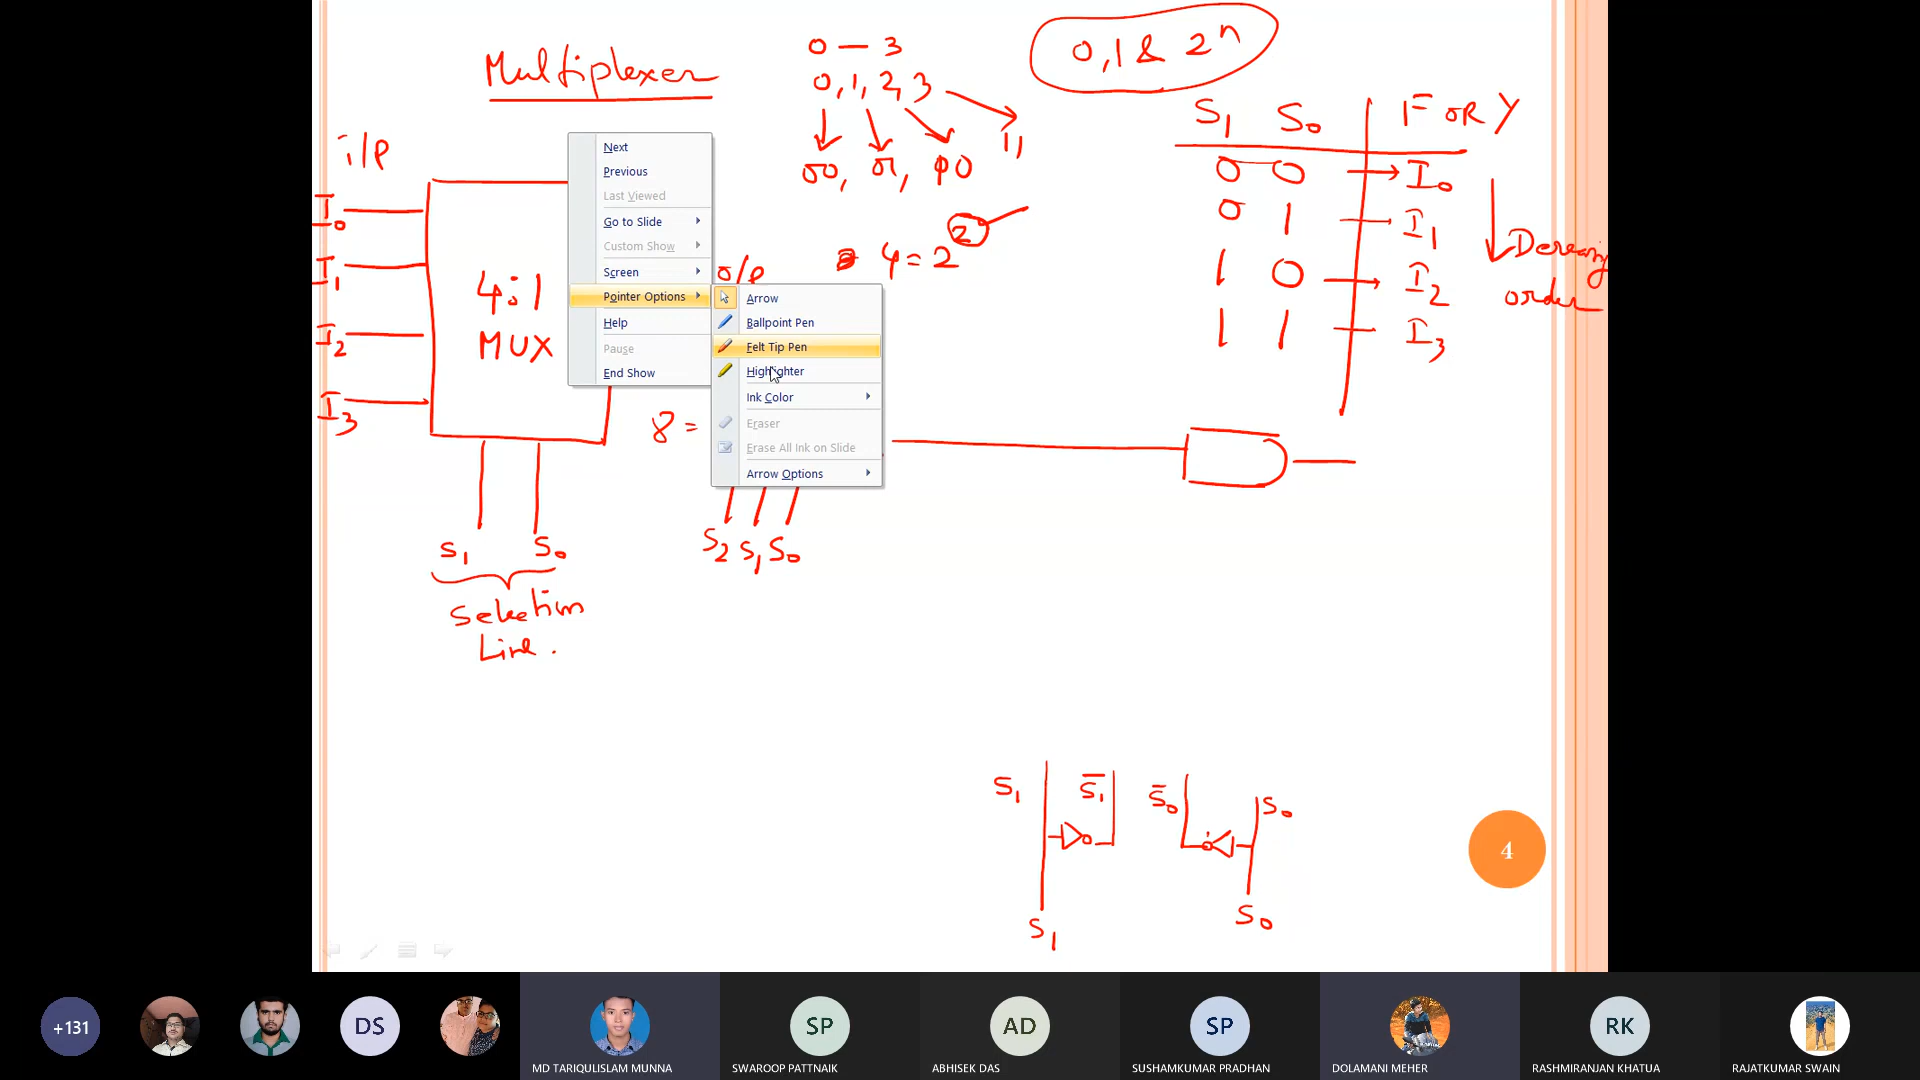 Multiplexer
0 — 3
0, 1, 2, 3
00, 01, 10
11
0, 1 & 2ⁿ
S₁ S₀ F or Y
0 0 → I₀
0 1 → I₁
1 0 → I₂
1 1 → I₃
order
i/p
I₀
I₁
I₂
I₃
4:1
MUX
o/p
4 = 2²
8 =
S₁ S₀
Selection
Line.
S₂ S₁ S₀
Next
Previous
Last Viewed
Go to Slide
Custom Show
Screen
Pointer Options
Help
Pause
End Show
Arrow
Ballpoint Pen
Felt Tip Pen
Highlighter
Ink Color
Eraser
Erase All Ink on Slide
Arrow Options
S₁ S̅₁ S̅₀ S₀
S₁ S₀
4
+131
DS
SP
AD
SP
RK
MD TARIQULISLAM MUNNA
SWAROOP PATTNAIK
ABHISEK DAS
SUSHAMKUMAR PRADHAN
DOLAMANI MEHER
RASHMIRANJAN KHATUA
RAJATKUMAR SWAIN